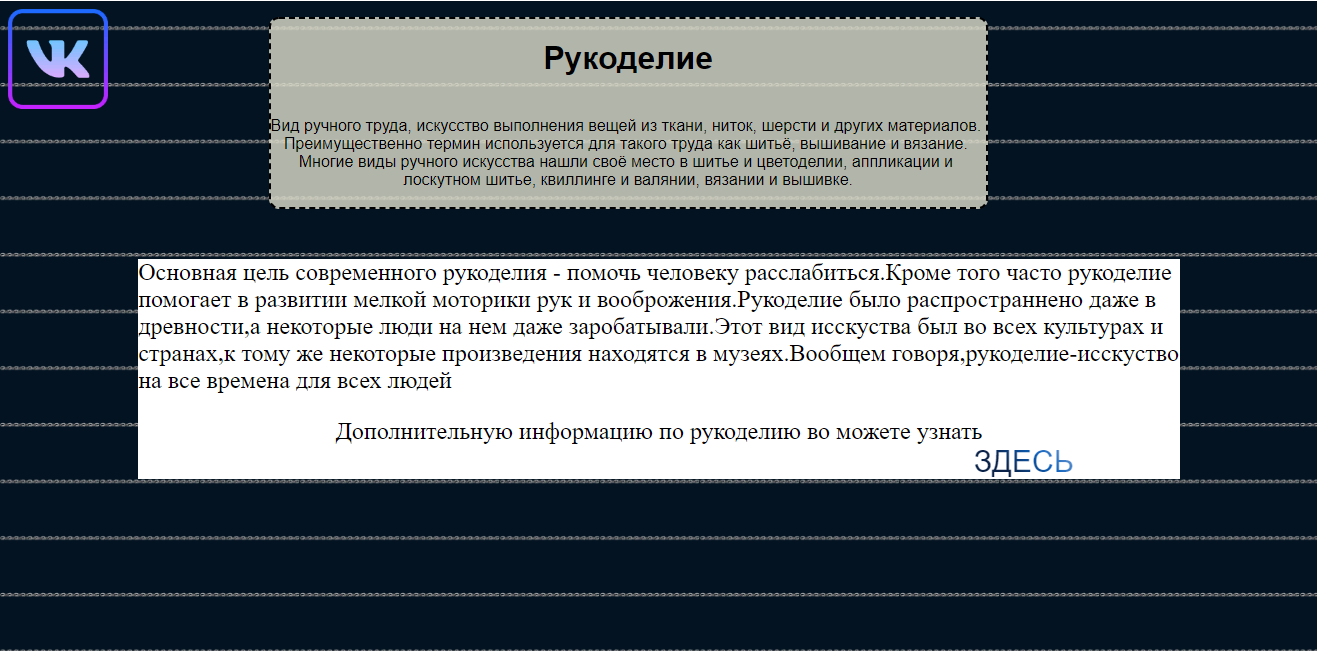 VK
Рукоделие
Вид ручного труда, искусство выполнения вещей из ткани, ниток, шерсти и других материалов.
Преимущественно термин используется для такого труда как шитьё, вышивание и вязание.
Многие виды ручного искусства нашли своё место в шитье и цветоделии, аппликации и
лоскутном шитье, квиллинге и валянии, вязании и вышивке.
Основная цель современного рукоделия - помочь человеку расслабиться.Кроме того часто рукоделие
помогает в развитии мелкой моторики рук и вооброжения.Рукоделие было распространнено даже в
древности,а некоторые люди на нем даже заробатывали.Этот вид исскуства был во всех культурах и
странах,к тому же некоторые произведения находятся в музеях.Вообщем говоря,рукоделие-исскуство
на все времена для всех людей
Дополнительную информацию по рукоделию во можете узнать
ЗДЕСЬ